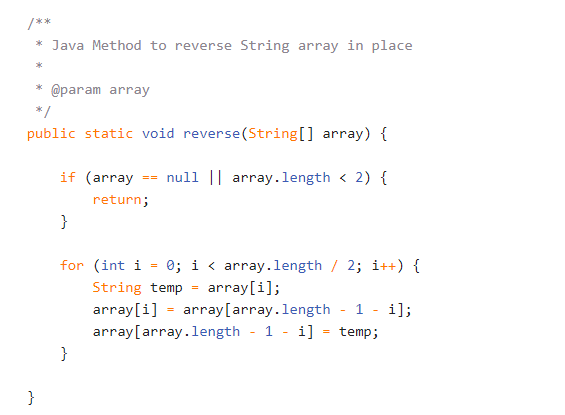 /**
 * Java Method to reverse String array in place
 *
 * @param array
 */
public static void reverse(String[] array) {

    if (array == null || array.length < 2) {
        return;
    }

    for (int i = 0; i < array.length / 2; i++) {
        String temp = array[i];
        array[i] = array[array.length - 1 - i];
        array[array.length - 1 - i] = temp;
    }

}